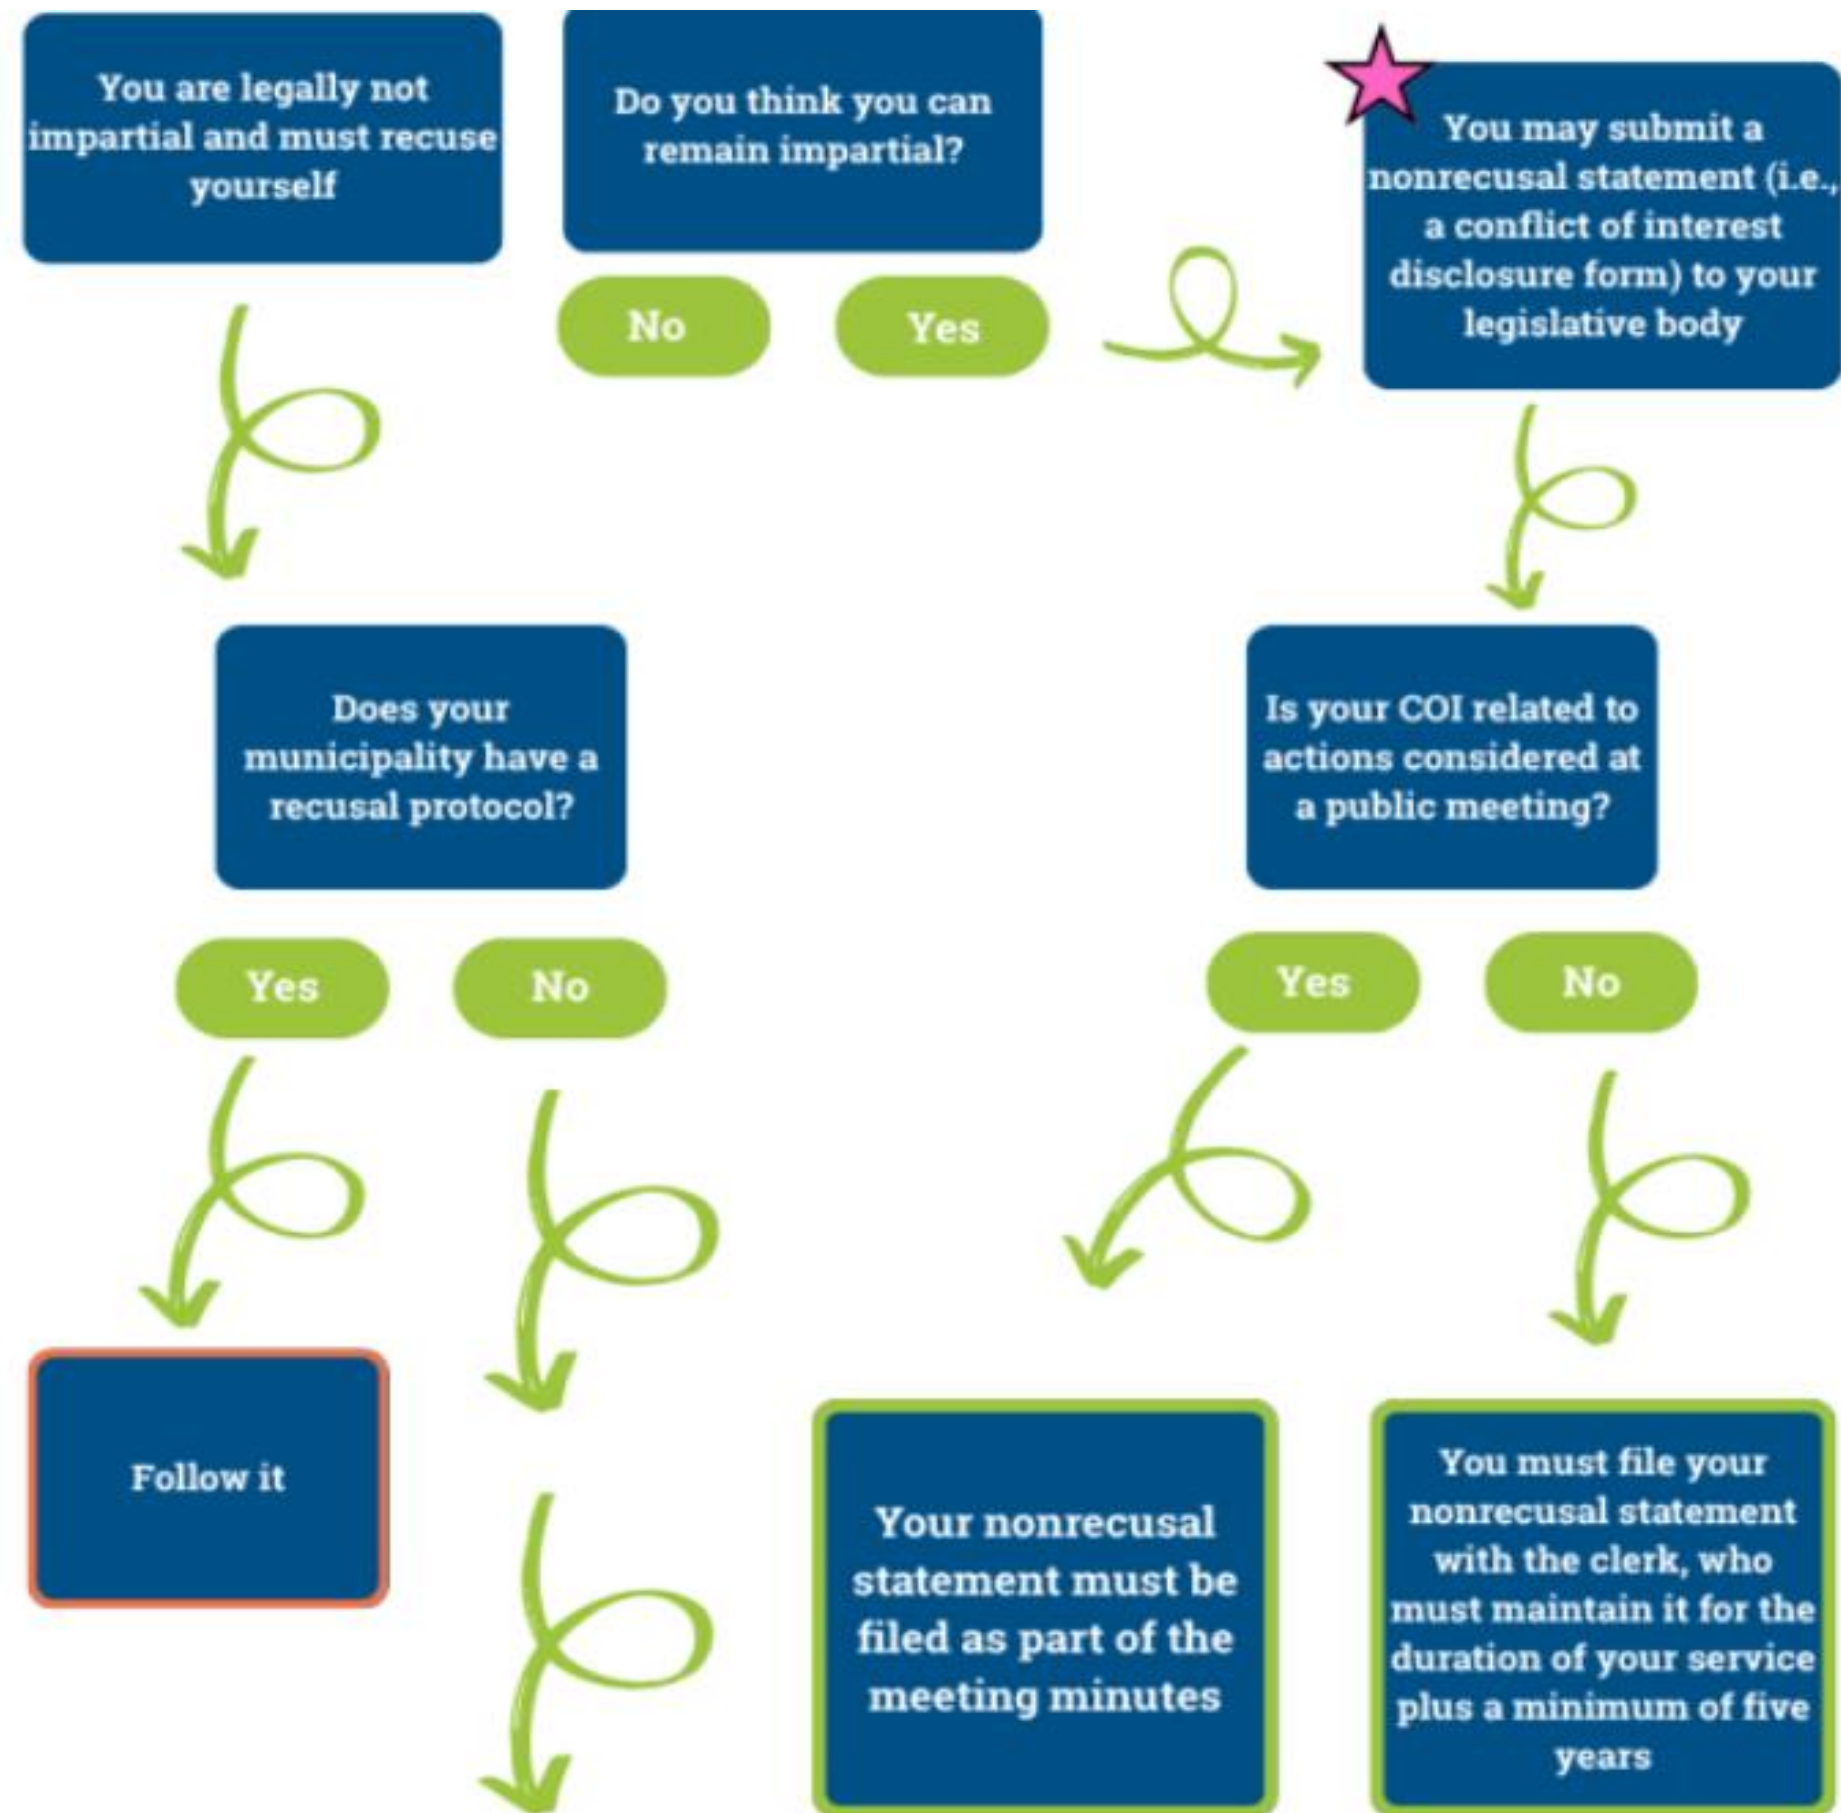 You are legally not
impartial and must recuse
yourself
Do you think you can
remain impartial?
No
Yes
You may submit a
nonrecusal statement (i.e.,
a conflict of interest
disclosure form) to your
legislative body
Does your
municipality have a
recusal protocol?
Is your COI related to
actions considered at
a public meeting?
Yes
No
Yes
No
Follow it
Your nonrecusal
statement must be
filed as part of the
meeting minutes
You must file your
nonrecusal statement
with the clerk, who
must maintain it for the
duration of your service
plus a minimum of five
years